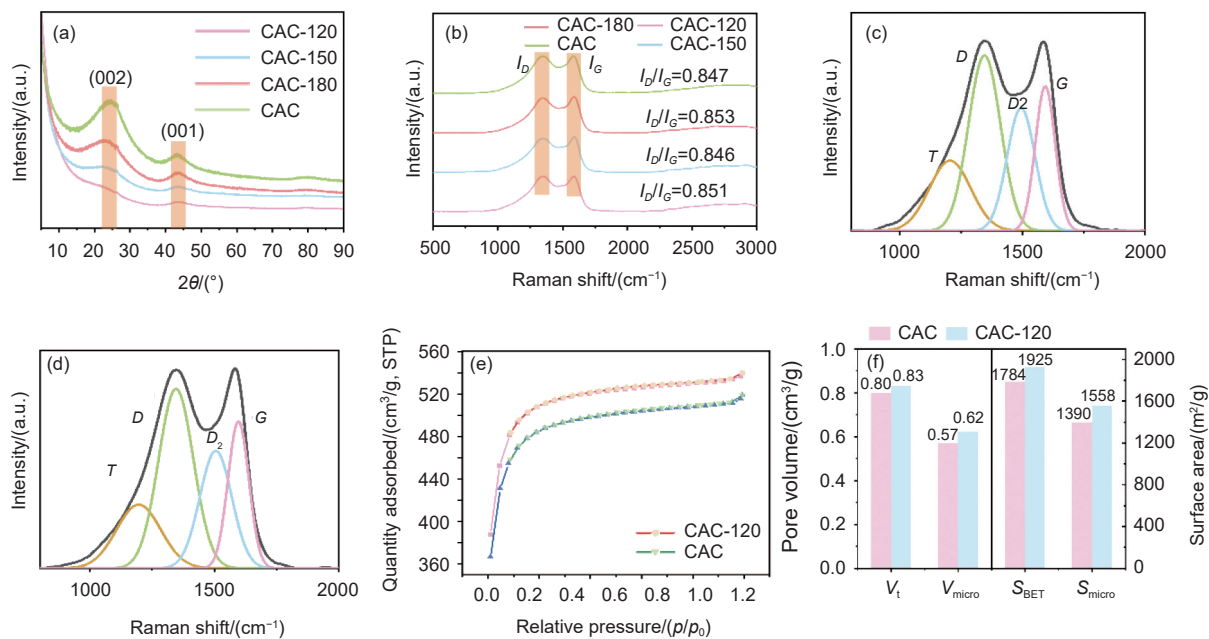 (a)
CAC-120
CAC-150
CAC-180
CAC
(002)
(001)
Intensity/(a.u.)
5 10 20 30 40 50 60 70 80 90
2θ/(°)
(b)
CAC-180 CAC-120
CAC CAC-150
I_D I_G
I_D/I_G=0.847
I_D/I_G=0.853
I_D/I_G=0.846
I_D/I_G=0.851
Intensity/(a.u.)
500 1000 1500 2000 2500 3000
Raman shift/(cm⁻¹)
(c)
D
D2
G
T
Intensity/(a.u.)
1000 1500 2000
Raman shift/(cm⁻¹)
(d)
D
G
D₂
T
Intensity/(a.u.)
1000 1500 2000
Raman shift/(cm⁻¹)
(e)
Quantity adsorbed/(cm³/g, STP)
560
520
480
440
400
360
CAC-120
CAC
0.0 0.2 0.4 0.6 0.8 1.0 1.2
Relative pressure/(p/p₀)
CAC CAC-120
(f)
Pore volume/(cm³/g)
1.0
0.8
0.6
0.4
0.2
0.0
0.80 0.83
0.57 0.62
1784 1925
1390 1558
2000
1600
1200
800
400
0
Surface area/(m²/g)
V_t V_micro S_BET S_micro